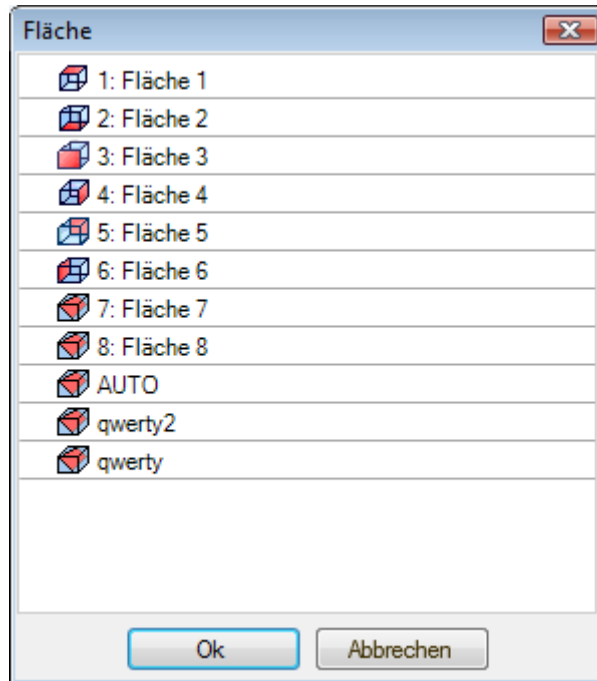 Fläche
1: Fläche 1
2: Fläche 2
3: Fläche 3
4: Fläche 4
5: Fläche 5
6: Fläche 6
7: Fläche 7
8: Fläche 8
AUTO
qwerty2
qwerty
Ok Abbrechen